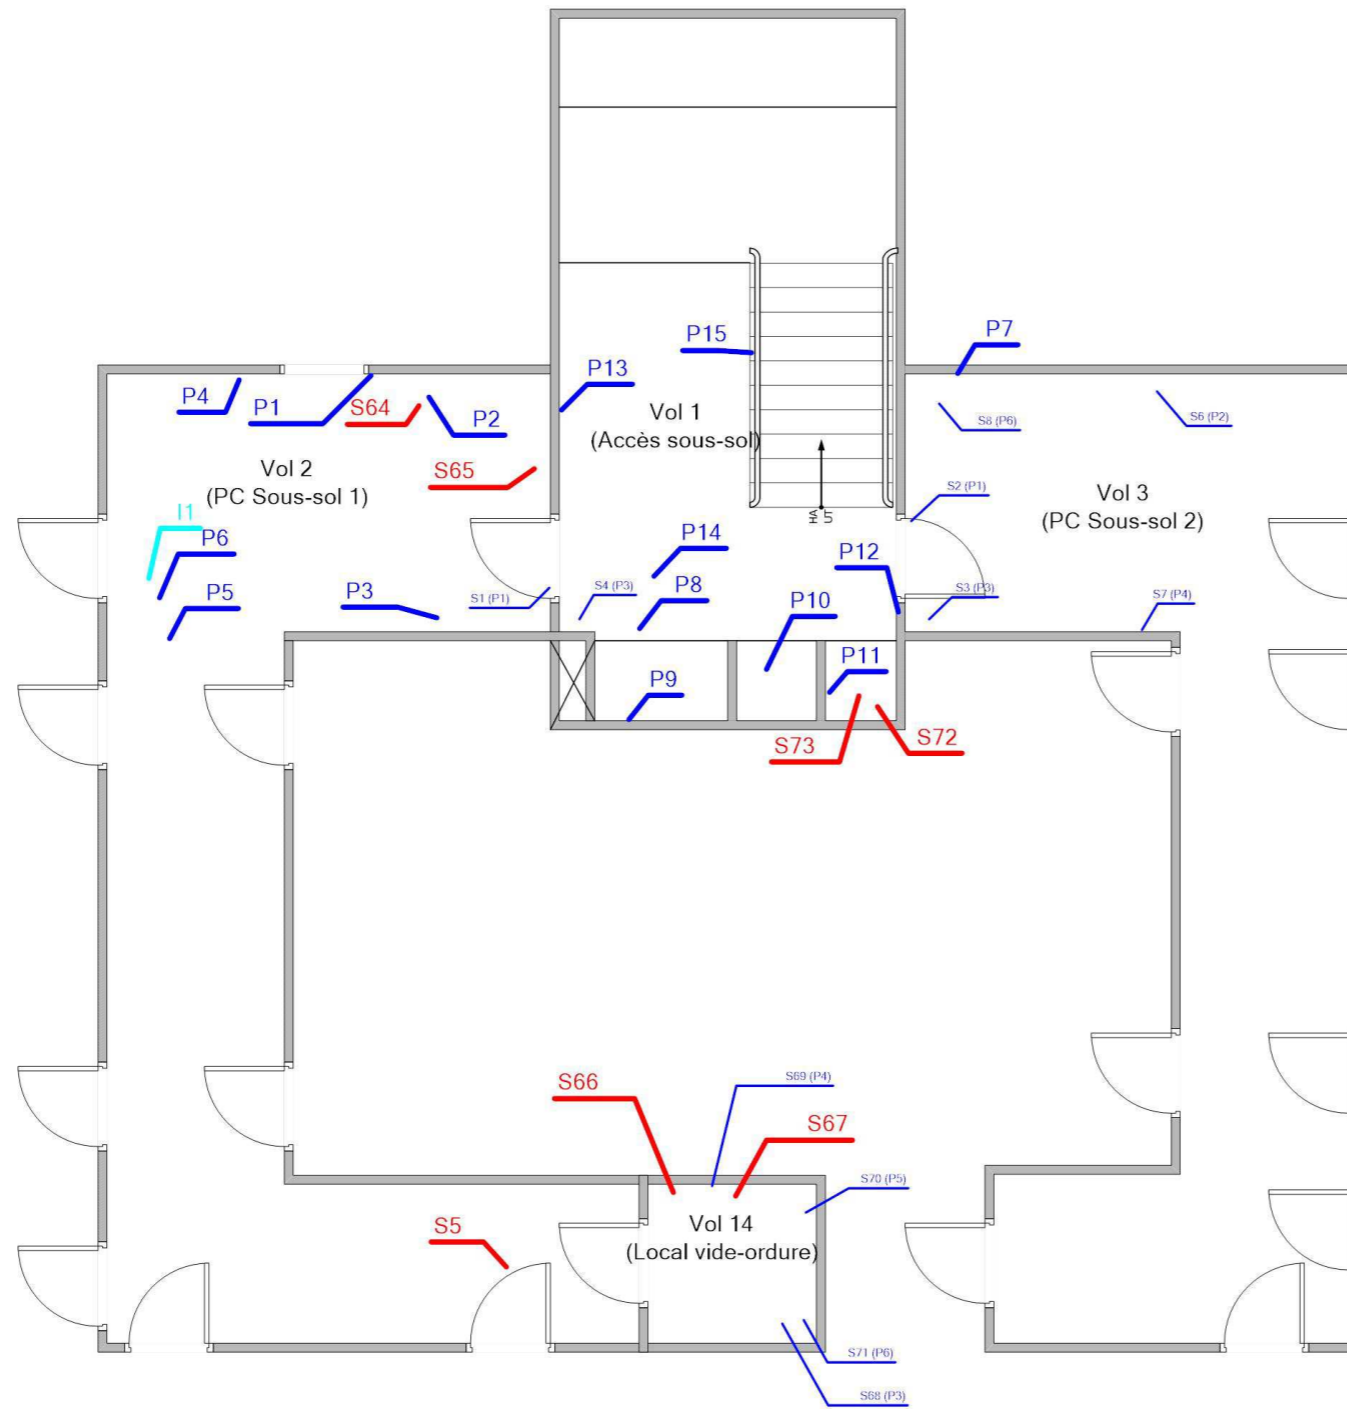 P15
P7
P13
P4
P1
S64
P2
Vol 1
(Accès sous-sol)
S8 (P6)
S6 (P2)
Vol 2
(PC Sous-sol 1)
S65
S2 (P1)
Vol 3
(PC Sous-sol 2)
I1
HA
UT
P6
P14
P12
P5
P3
S1 (P1)
S4 (P3)
P8
P10
S3 (P3)
S7 (P4)
P11
P9
S73
S72
S66
S69 (P4)
S67
S70 (P5)
S5
Vol 14
(Local vide-ordure)
S71 (P6)
S68 (P3)